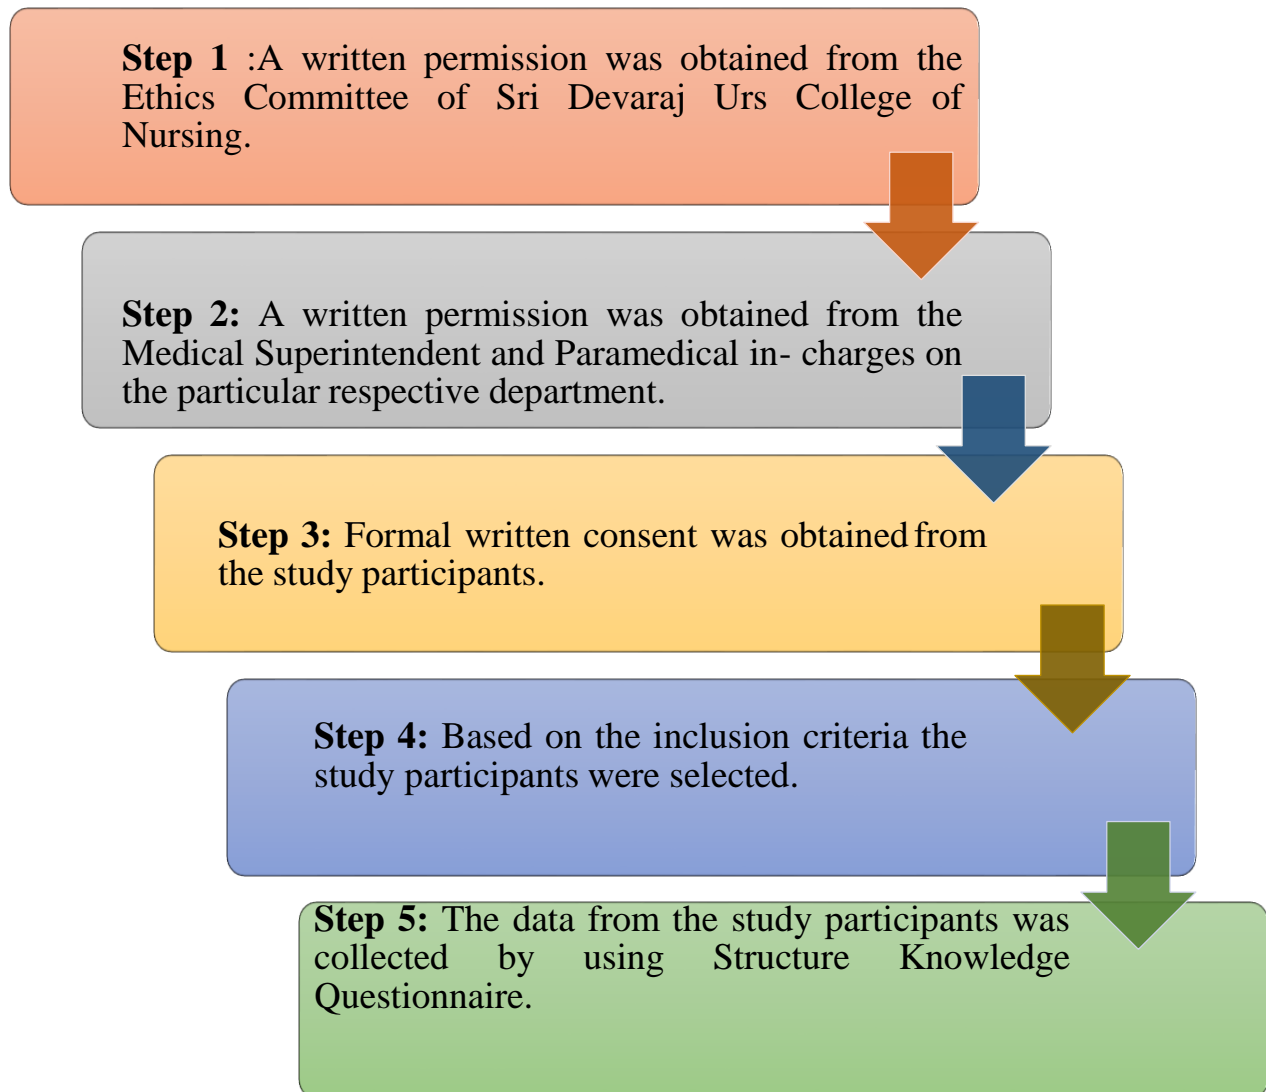 Step 1 :A written permission was obtained from the
Ethics Committee of Sri Devaraj Urs College of
Nursing.
Step 2: A written permission was obtained from the
Medical Superintendent and Paramedical in- charges on
the particular respective department.
Step 3: Formal written consent was obtained from
the study participants.
Step 4: Based on the inclusion criteria the
study participants were selected.
Step 5: The data from the study participants was
collected by using Structure Knowledge
Questionnaire.